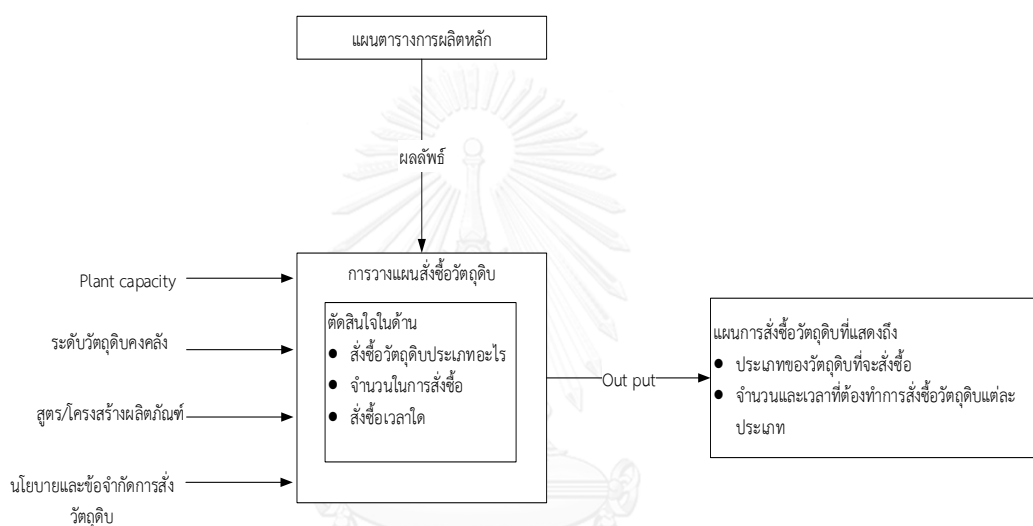 แผนตารางการผลิตหลัก
ผลลัพธ์
การวางแผนสั่งซื้อวัตถุดิบ
Plant capacity
ระดับวัตถุดิบคงคลัง
สูตร/โครงสร้างผลิตภัณฑ์
นโยบายและข้อจำกัดการสั่ง
วัตถุดิบ
ตัดสินใจในด้าน
● สั่งซื้อวัตถุดิบประเภทอะไร
● จำนวนในการสั่งซื้อ
● สั่งซื้อเวลาใด
Out put
แผนการสั่งซื้อวัตถุดิบที่แสดงถึง
● ประเภทของวัตถุดิบที่จะสั่งซื้อ
● จำนวนและเวลาที่ต้องทำการสั่งซื้อวัตถุดิบแต่ละ
ประเภท